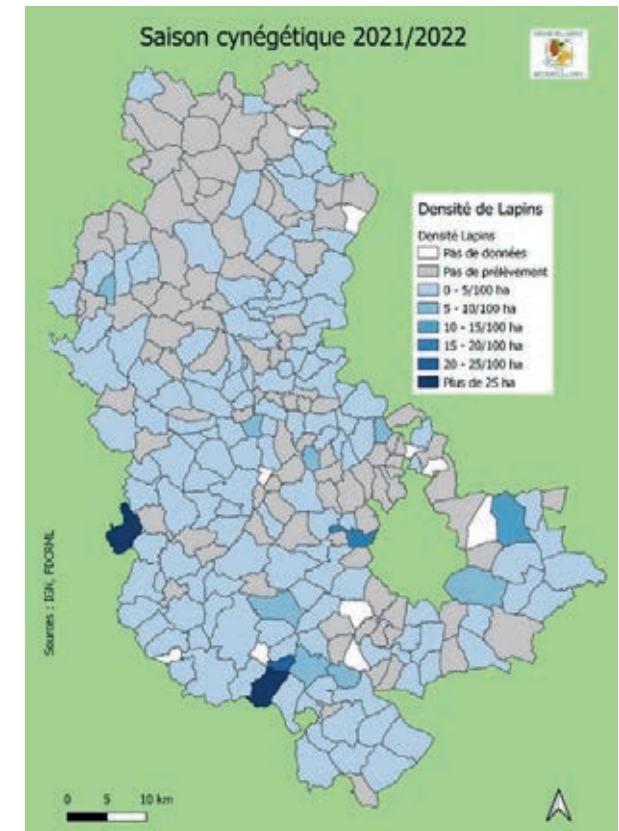 Saison cynégétique 2021/2022
Densité de Lapins
Densité Lapins
Pas de données
Pas de prélèvement
0 - 5/100 ha
5 - 10/100 ha
10 - 15/100 ha
15 - 20/100 ha
20 - 25/100 ha
Plus de 25 ha
Sources : IGN, FDCRML
0 5 10 km